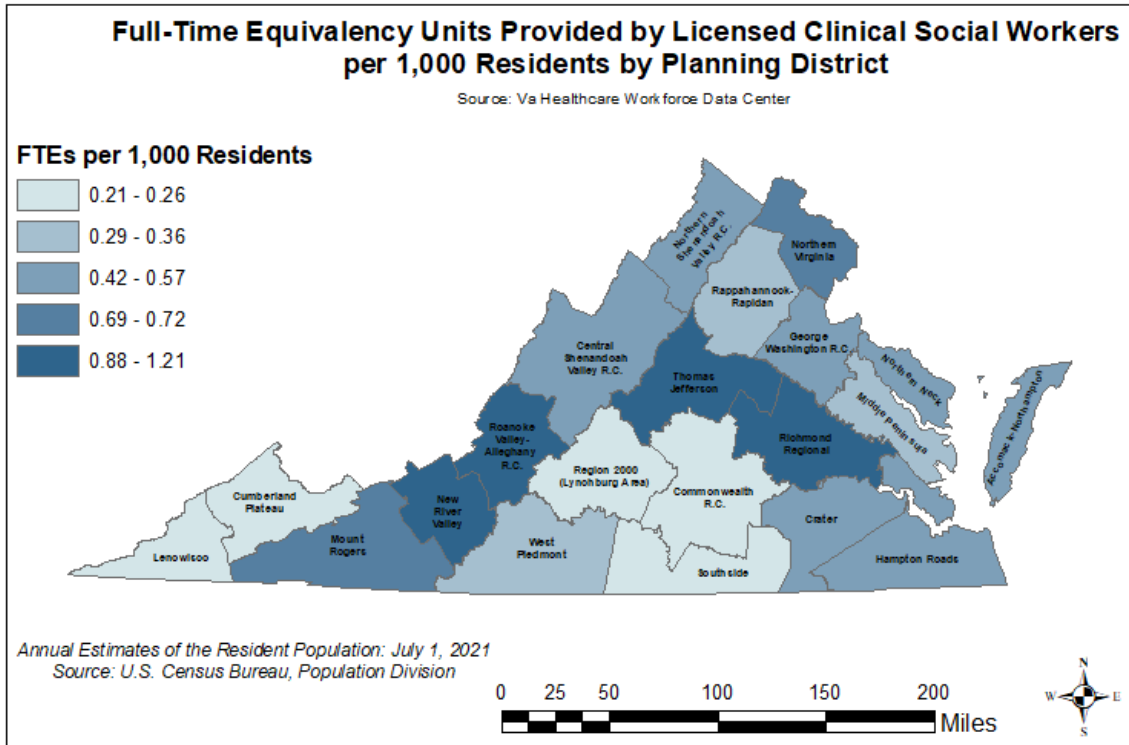 Full-Time Equivalency Units Provided by Licensed Clinical Social Workers
per 1,000 Residents by Planning District
Source: Va Healthcare Workforce Data Center
FTEs per 1,000 Residents
0.21 - 0.26
0.29 - 0.36
0.42 - 0.57
0.69 - 0.72
0.88 - 1.21
Northern
Shenandoah
Valley R.C.
Northern
Virginia
Rappahannock-
Rapidan
Central
Shenandoah
Valley R.C.
George
Washington R.C.
Northern Neck
Thomas
Jefferson
Middle Peninsula
Accomack-Northampton
Roanoke
Valley-
Alleghany
R.C.
Richmond
Regional
Region 2000
(Lynchburg Area)
Commonwealth
R.C.
Cumberland
Plateau
New
River
Valley
Crater
Lenowisco
Mount
Rogers
West
Piedmont
Southside
Hampton Roads
Annual Estimates of the Resident Population: July 1, 2021
Source: U.S. Census Bureau, Population Division
0 25 50 100 150 200
Miles
N
W E
S